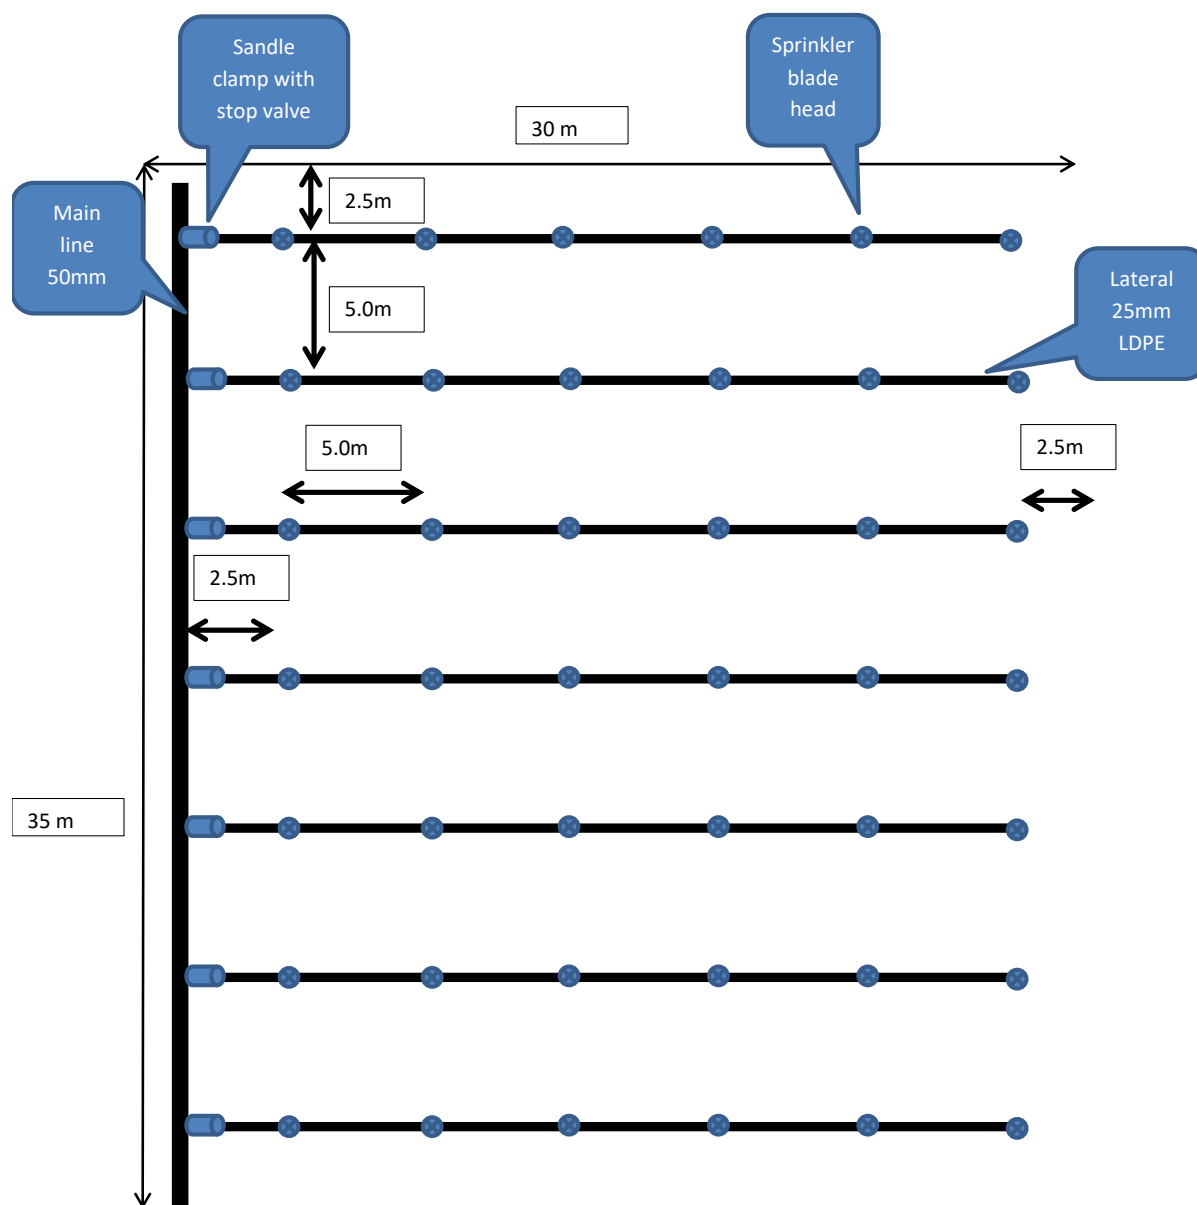 Sandle
clamp with
stop valve
Sprinkler
blade
head
30 m
2.5m
Main
line
50mm
5.0m
Lateral
25mm
LDPE
5.0m
2.5m
2.5m
35 m